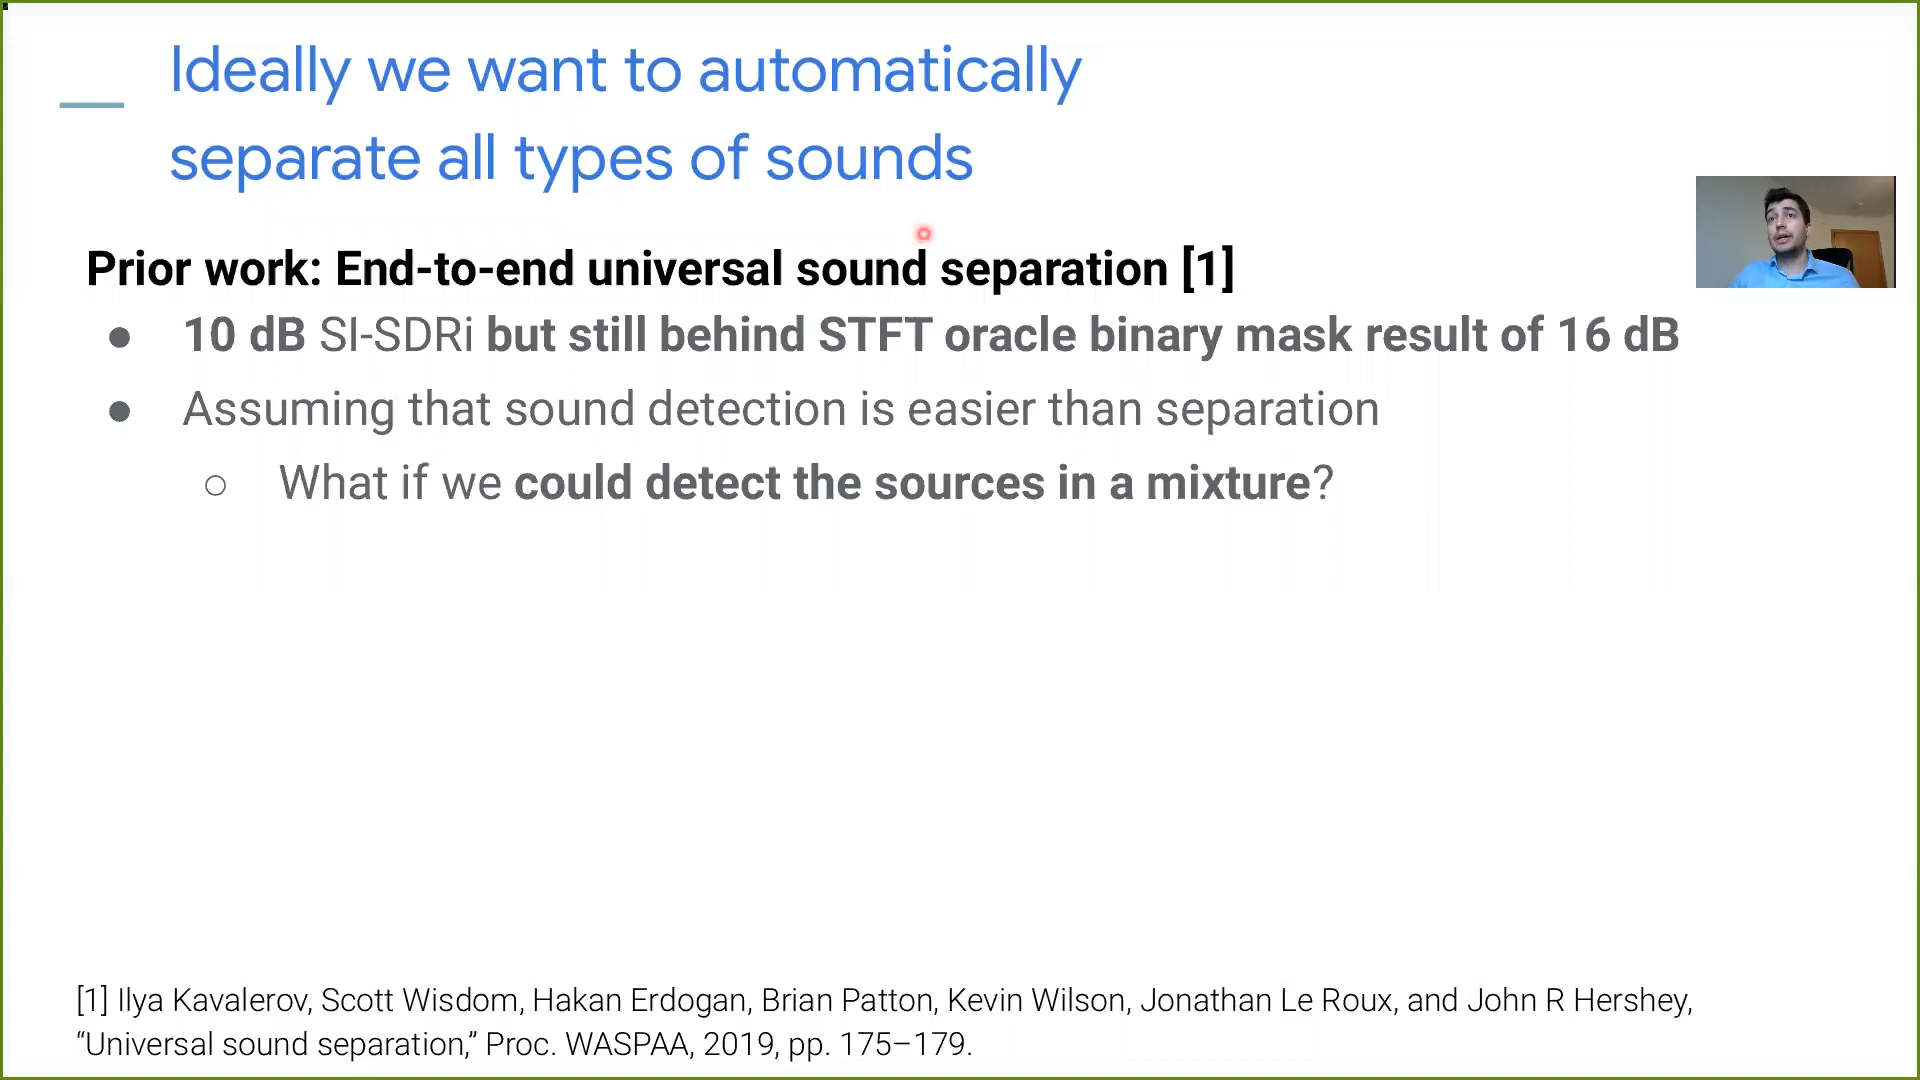 Ideally we want to automatically
separate all types of sounds
Prior work: End-to-end universal sound separation [1]
● 10 dB SI-SDRi but still behind STFT oracle binary mask result of 16 dB
● Assuming that sound detection is easier than separation
○ What if we could detect the sources in a mixture?
[1] Ilya Kavalerov, Scott Wisdom, Hakan Erdogan, Brian Patton, Kevin Wilson, Jonathan Le Roux, and John R Hershey,
“Universal sound separation,” Proc. WASPAA, 2019, pp. 175–179.